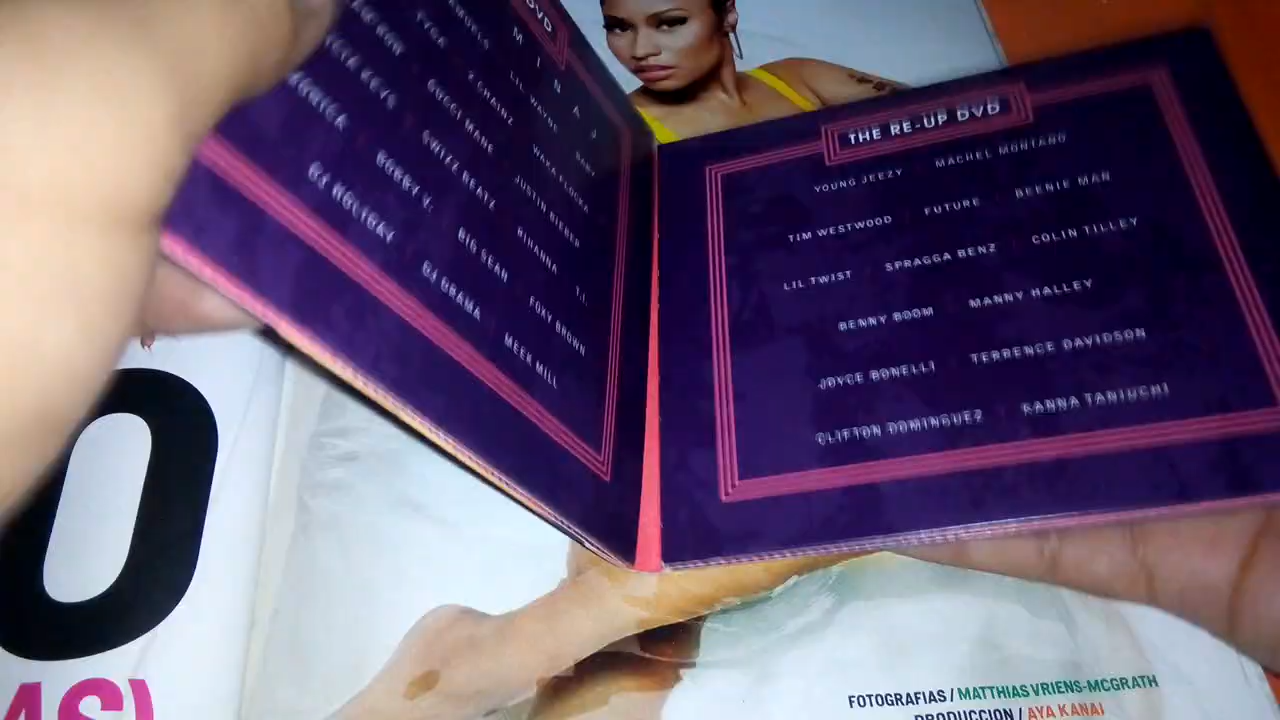 DVD
M I N A J
LIL WAYNE
TYGA
2 CHAINZ
WAKA FLOCKA
GUCCI MANE
JUSTIN BIEBER
SWIZZ BEATZ
RIHANNA
T.I.
BOBBY V.
BIG SEAN
FOXY BROWN
DJ HOLIDAY
DJ DRAMA
MEEK MILL
THE RE-UP DVD
YOUNG JEEZY MACHEL MONTANO
TIM WESTWOOD FUTURE BEENIE MAN
LIL TWIST SPRAGGA BENZ COLIN TILLEY
BENNY BOOM MANNY HALLEY
JOYCE BONELLI TERRENCE DAVIDSON
CLIFTON DOMINGUEZ KANNA TANIUCHI
O
AS)
FOTOGRAFIAS / MATTHIAS VRIENS-MCGRATH
PRODUCCION / AYA KANAI